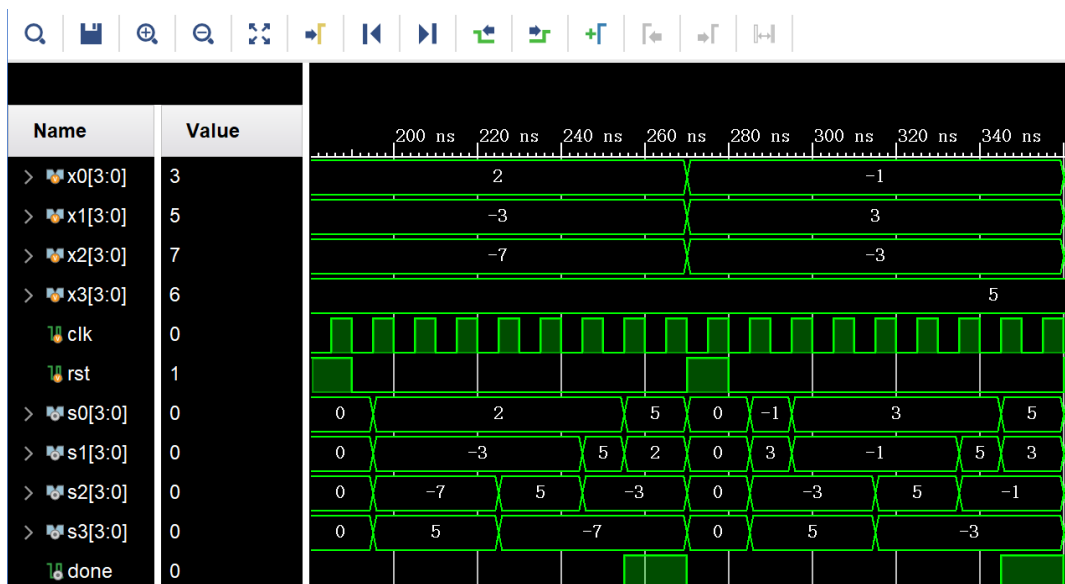 Name Value 200 ns 220 ns 240 ns 260 ns 280 ns 300 ns 320 ns 340 ns
x0[3:0] 3 2 -1
x1[3:0] 5 -3 3
x2[3:0] 7 -7 -3
x3[3:0] 6 5
clk 0
rst 1
s0[3:0] 0 0 2 5 0 -1 3 5
s1[3:0] 0 0 -3 5 2 0 3 -1 5 3
s2[3:0] 0 0 -7 5 -3 0 -3 5 -1
s3[3:0] 0 0 5 -7 0 5 -3
done 0